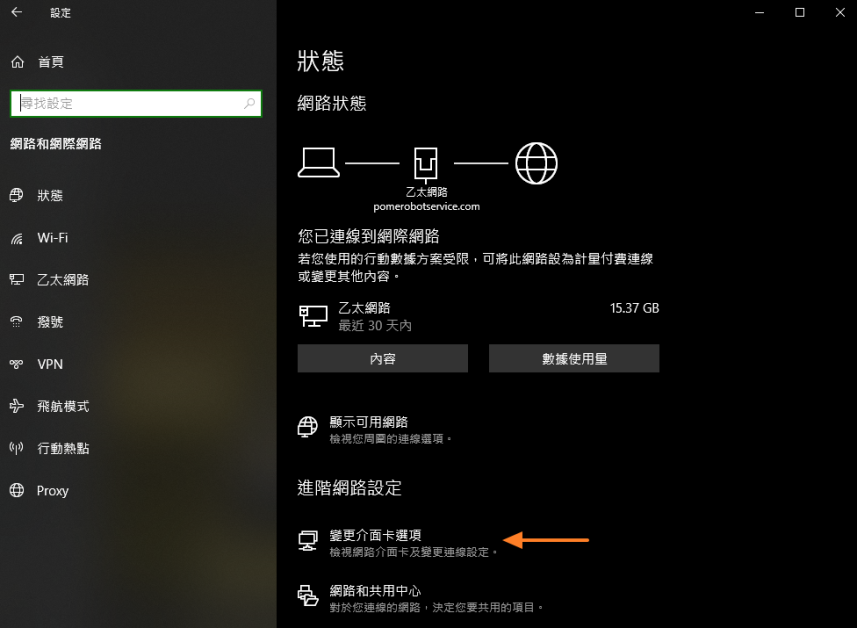 設定
首頁
尋找設定
網路和網際網路
狀態
Wi-Fi
乙太網路
撥號
VPN
飛航模式
行動熱點
Proxy
狀態
網路狀態
乙太網路
pomerobotservice.com
您已連線到網際網路
若您使用的行動數據方案受限，可將此網路設為計量付費連線
或變更其他內容。
乙太網路
15.37 GB
最近 30 天內
內容
數據使用量
顯示可用網路
檢視您周圍的連線選項。
進階網路設定
變更介面卡選項
檢視網路介面卡及變更連線設定。
網路和共用中心
對於您連線的網路，決定您要共用的項目。